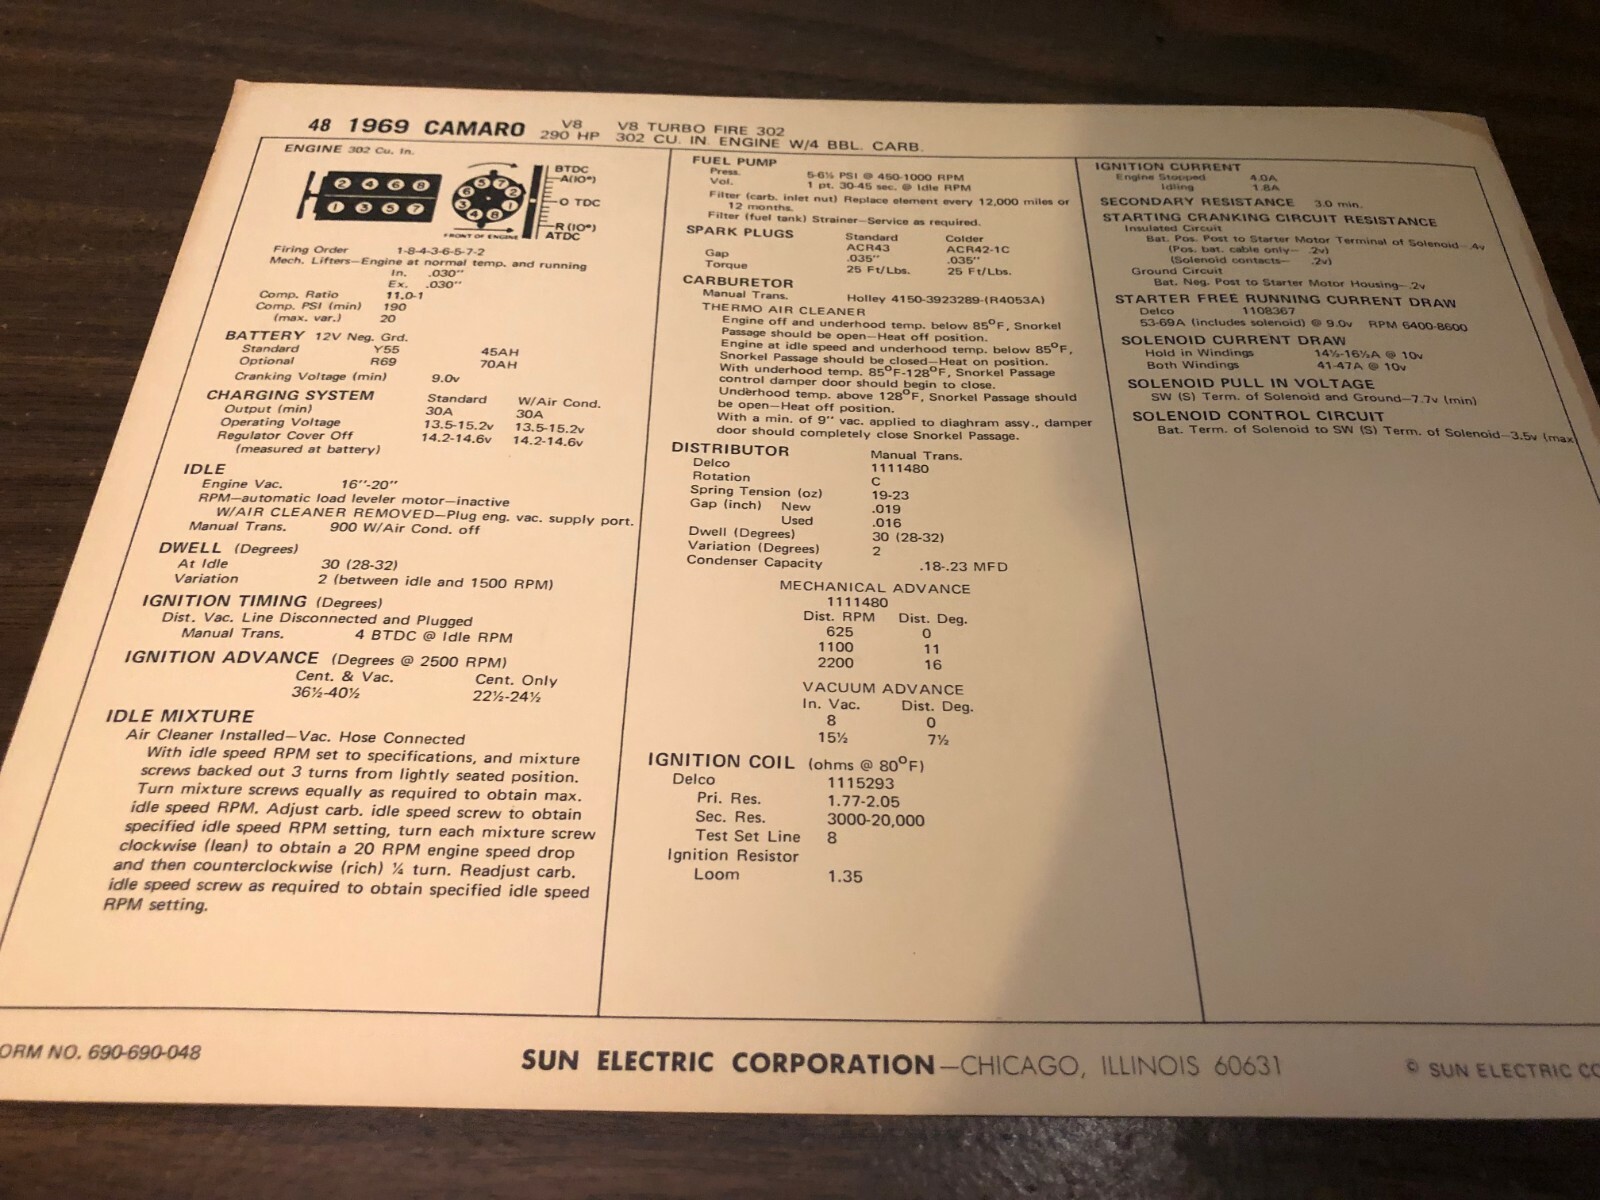 48 1969 CAMARO V8 V8 TURBO FIRE 302
290 HP 302 CU. IN. ENGINE W/4 BBL. CARB.
ENGINE 302 Cu. In.
2 4 6 8
1 3 5 7
5 7 2 1 8 4 3 6
FRONT OF ENGINE
BTDC
A(10°)
O TDC
R(10°)
ATDC
Firing Order 1-8-4-3-6-5-7-2
Mech. Lifters—Engine at normal temp. and running
In. .030"
Ex. .030"
Comp. Ratio 11.0-1
Comp. PSI (min) 190
(max. var.) 20
BATTERY 12V Neg. Grd.
Standard Y55 45AH
Optional R69 70AH
Cranking Voltage (min) 9.0v
CHARGING SYSTEM Standard W/Air Cond.
Output (min) 30A 30A
Operating Voltage 13.5-15.2v 13.5-15.2v
Regulator Cover Off 14.2-14.6v 14.2-14.6v
(measured at battery)
IDLE
Engine Vac. 16"-20"
RPM—automatic load leveler motor—inactive
W/AIR CLEANER REMOVED—Plug eng. vac. supply port.
Manual Trans. 900 W/Air Cond. off
DWELL (Degrees)
At Idle 30 (28-32)
Variation 2 (between idle and 1500 RPM)
IGNITION TIMING (Degrees)
Dist. Vac. Line Disconnected and Plugged
Manual Trans. 4 BTDC @ Idle RPM
IGNITION ADVANCE (Degrees @ 2500 RPM)
Cent. & Vac. Cent. Only
36½-40½ 22½-24½
IDLE MIXTURE
Air Cleaner Installed—Vac. Hose Connected
With idle speed RPM set to specifications, and mixture
screws backed out 3 turns from lightly seated position.
Turn mixture screws equally as required to obtain max.
idle speed RPM. Adjust carb. idle speed screw to obtain
specified idle speed RPM setting, turn each mixture screw
clockwise (lean) to obtain a 20 RPM engine speed drop
and then counterclockwise (rich) ¼ turn. Readjust carb.
idle speed screw as required to obtain specified idle speed
RPM setting.
FUEL PUMP
Press. 5-6½ PSI @ 450-1000 RPM
Vol. 1 pt. 30-45 sec. @ Idle RPM
Filter (carb. inlet nut) Replace element every 12,000 miles or
12 months.
Filter (fuel tank) Strainer—Service as required.
SPARK PLUGS Standard Colder
ACR43 ACR42-1C
Gap .035" .035"
Torque 25 Ft/Lbs. 25 Ft/Lbs.
CARBURETOR
Manual Trans. Holley 4150-3923289-(R4053A)
THERMO AIR CLEANER
Engine off and underhood temp. below 85°F, Snorkel
Passage should be open—Heat off position.
Engine at idle speed and underhood temp. below 85°F,
Snorkel Passage should be closed—Heat on position.
With underhood temp. 85°F-128°F, Snorkel Passage
control damper door should begin to close.
Underhood temp. above 128°F, Snorkel Passage should
be open—Heat off position.
With a min. of 9" vac. applied to diaghram assy., damper
door should completely close Snorkel Passage.
DISTRIBUTOR Manual Trans.
Delco 1111480
Rotation C
Spring Tension (oz) 19-23
Gap (inch) New .019
Used .016
Dwell (Degrees) 30 (28-32)
Variation (Degrees) 2
Condenser Capacity .18-.23 MFD
MECHANICAL ADVANCE
1111480
Dist. RPM Dist. Deg.
625 0
1100 11
2200 16
VACUUM ADVANCE
In. Vac. Dist. Deg.
8 0
15½ 7½
IGNITION COIL (ohms @ 80°F)
Delco 1115293
Pri. Res. 1.77-2.05
Sec. Res. 3000-20,000
Test Set Line 8
Ignition Resistor
Loom 1.35
IGNITION CURRENT
Engine Stopped 4.0A
Idling 1.8A
SECONDARY RESISTANCE 3.0 min.
STARTING CRANKING CIRCUIT RESISTANCE
Insulated Circuit
Bat. Pos. Post to Starter Motor Terminal of Solenoid—.4v
(Pos. bat. cable only— .2v)
(Solenoid contacts— .2v)
Ground Circuit
Bat. Neg. Post to Starter Motor Housing—.2v
STARTER FREE RUNNING CURRENT DRAW
Delco 1108367
53-69A (includes solenoid) @ 9.0v RPM 6400-8600
SOLENOID CURRENT DRAW
Hold in Windings 14½-16½A @ 10v
Both Windings 41-47A @ 10v
SOLENOID PULL IN VOLTAGE
SW (S) Term. of Solenoid and Ground—7.7v (min)
SOLENOID CONTROL CIRCUIT
Bat. Term. of Solenoid to SW (S) Term. of Solenoid—3.5v (max
ORM NO. 690-690-048
SUN ELECTRIC CORPORATION—CHICAGO, ILLINOIS 60631
© SUN ELECTRIC CO